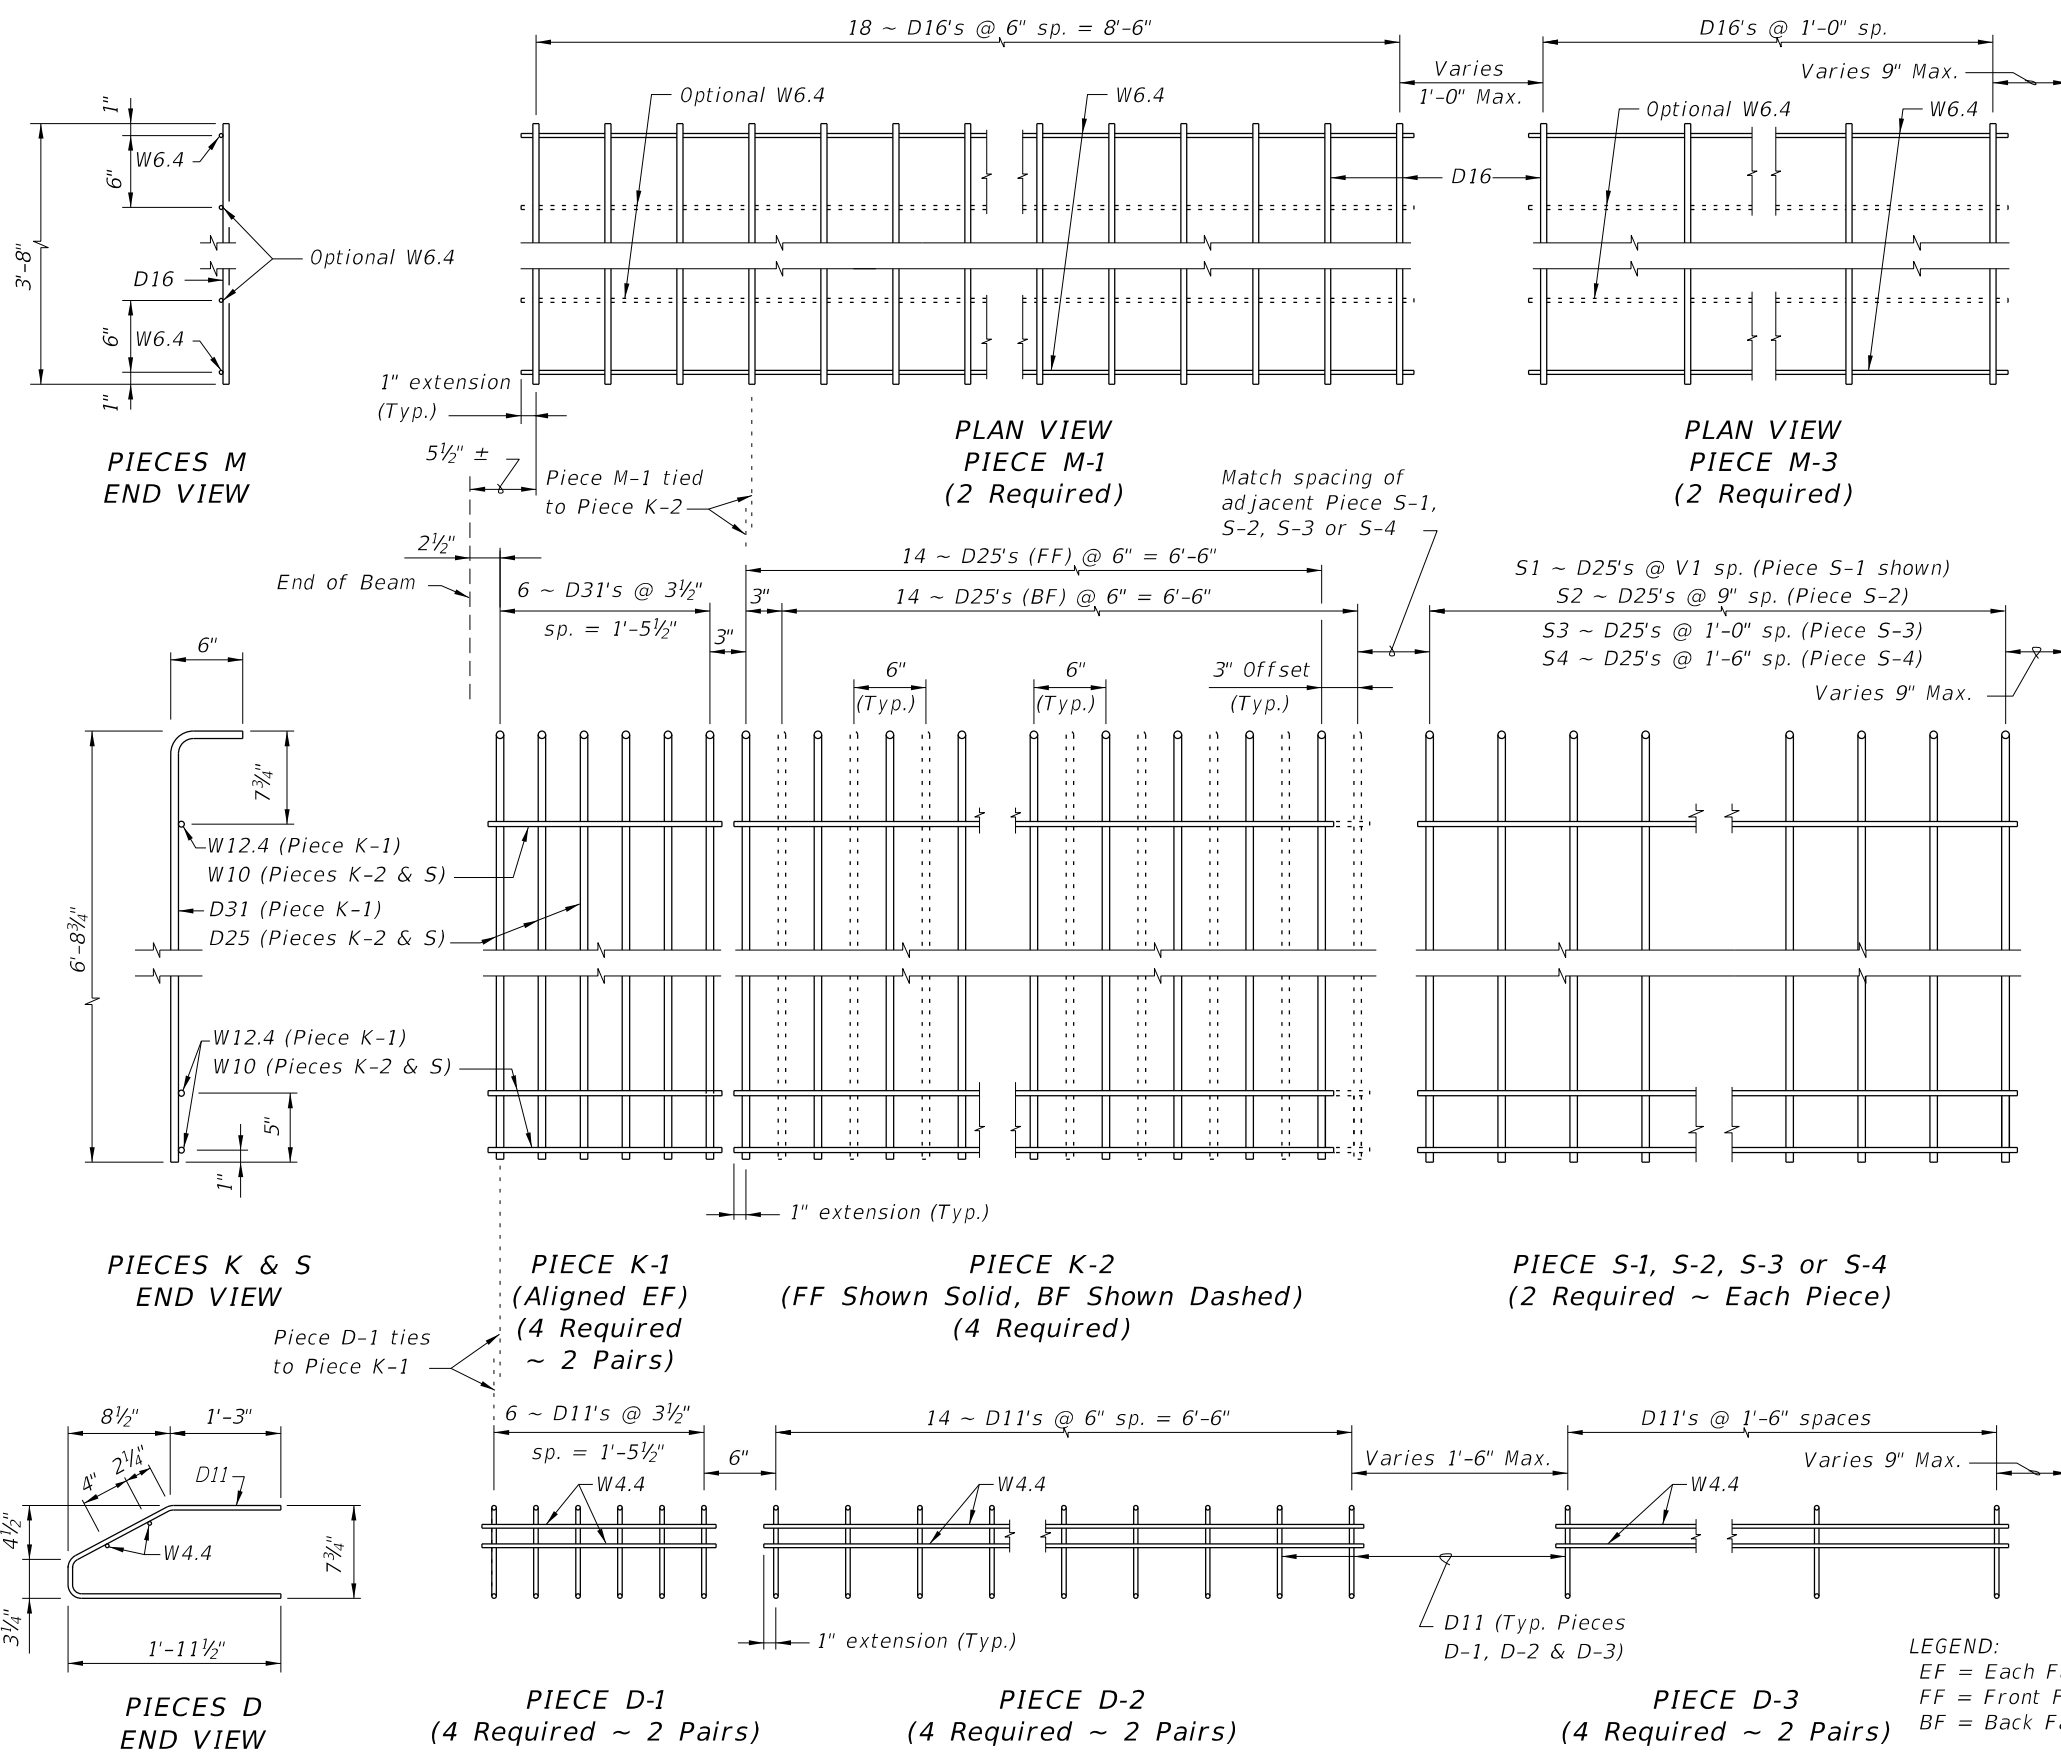 18 ~ D16's @ 6" sp. = 8'-6"
D16's @ 1'-0" sp.
Varies
1'-0" Max.
Varies 9" Max.
Optional W6.4
W6.4
Optional W6.4
W6.4
1"
W6.4
6"
D16
3'-8"
Optional W6.4
D16
6"
W6.4
1"
1" extension
(Typ.)
PIECES M
END VIEW
5½" ±
Piece M-1 tied
to Piece K-2
PLAN VIEW
PIECE M-1
(2 Required)
PLAN VIEW
PIECE M-3
(2 Required)
Match spacing of
adjacent Piece S-1,
S-2, S-3 or S-4
2½"
End of Beam
6 ~ D31's @ 3½"
sp. = 1'-5½"
3"
14 ~ D25's (FF) @ 6" = 6'-6"
3"
14 ~ D25's (BF) @ 6" = 6'-6"
6"
(Typ.)
6"
(Typ.)
3" Offset
(Typ.)
S1 ~ D25's @ V1 sp. (Piece S-1 shown)
S2 ~ D25's @ 9" sp. (Piece S-2)
S3 ~ D25's @ 1'-0" sp. (Piece S-3)
S4 ~ D25's @ 1'-6" sp. (Piece S-4)
Varies 9" Max.
6"
7¾"
W12.4 (Piece K-1)
W10 (Pieces K-2 & S)
D31 (Piece K-1)
D25 (Pieces K-2 & S)
6'-8¾"
W12.4 (Piece K-1)
W10 (Pieces K-2 & S)
5"
1"
1" extension (Typ.)
PIECES K & S
END VIEW
PIECE K-1
(Aligned EF)
(4 Required
~ 2 Pairs)
PIECE K-2
(FF Shown Solid, BF Shown Dashed)
(4 Required)
PIECE S-1, S-2, S-3 or S-4
(2 Required ~ Each Piece)
Piece D-1 ties
to Piece K-1
8½"
1'-3"
4"
2¼"
D11
4½"
W4.4
7¾"
3¼"
1'-11½"
6 ~ D11's @ 3½"
sp. = 1'-5½"
6"
W4.4
14 ~ D11's @ 6" sp. = 6'-6"
W4.4
Varies 1'-6" Max.
D11's @ 1'-6" spaces
Varies 9" Max.
W4.4
1" extension (Typ.)
D11 (Typ. Pieces
D-1, D-2 & D-3)
LEGEND:
EF = Each
FF = Front
BF = Back
PIECES D
END VIEW
PIECE D-1
(4 Required ~ 2 Pairs)
PIECE D-2
(4 Required ~ 2 Pairs)
PIECE D-3
(4 Required ~ 2 Pairs)